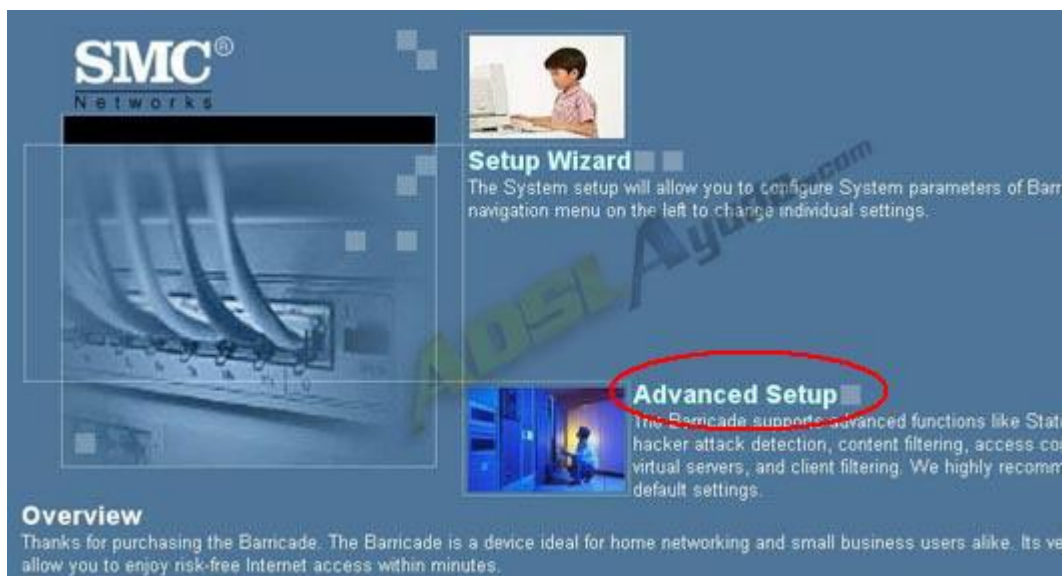 SMC®
Networks
Setup Wizard
The System setup will allow you to configure System parameters of Barr
navigation menu on the left to change individual settings.
ADSLAyuda.com
Advanced Setup
The Barricade supports advanced functions like Stat
hacker attack detection, content filtering, access co
virtual servers, and client filtering. We highly recomm
default settings.
Overview
Thanks for purchasing the Barricade. The Barricade is a device ideal for home networking and small business users alike. Its ve
allow you to enjoy risk-free Internet access within minutes.